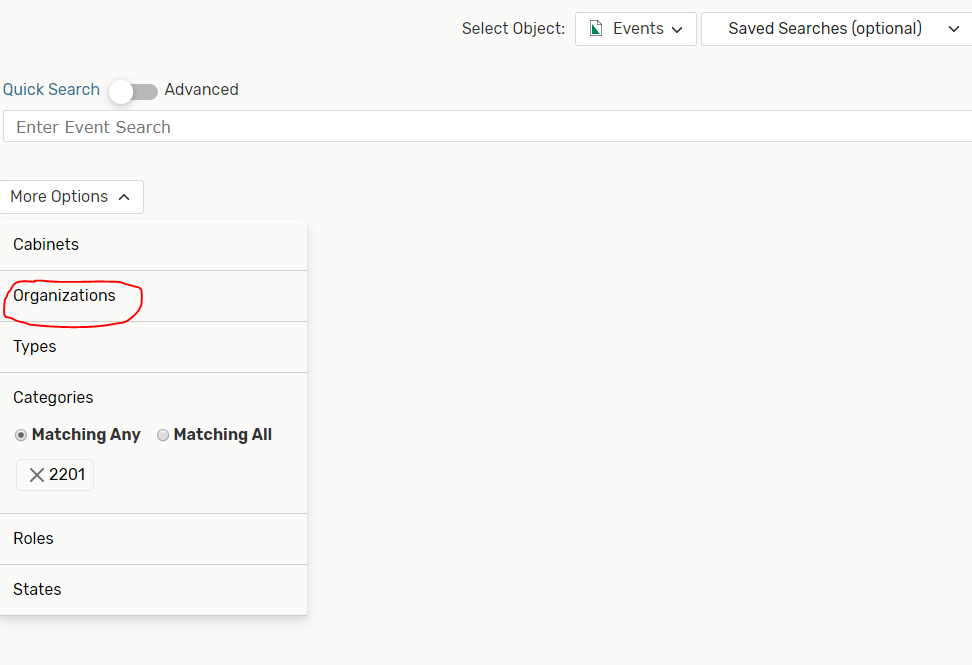 Select Object: Events Saved Searches (optional)
Quick Search Advanced
Enter Event Search
More Options
Cabinets
Organizations
Types
Categories
Matching Any Matching All
2201
Roles
States